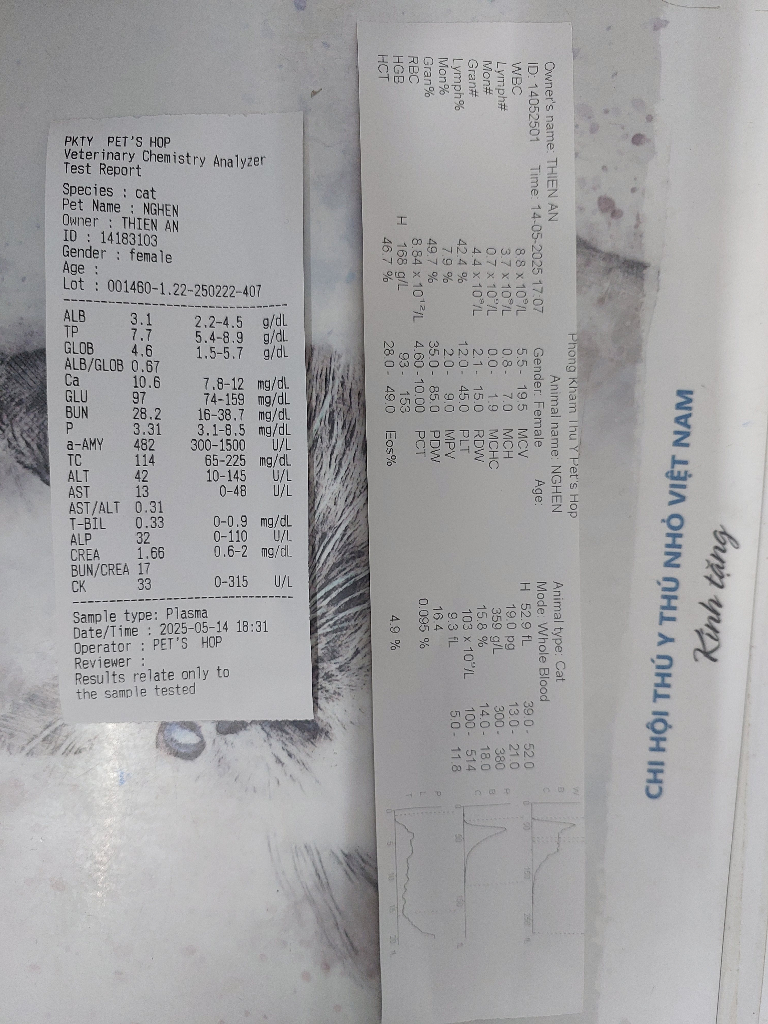 PKTY PET'S HOP
Veterinary Chemistry Analyzer
Test Report
Species : cat
Pet Name : NGHEN
Owner : THIEN AN
ID : 14183103
Gender : female
Age :
Lot : 001460-1.22-250222-407
ALB 3.1 2.2-4.5 g/dL
TP 7.7 5.4-8.9 g/dL
GLOB 4.6 1.5-5.7 g/dL
ALB/GLOB 0.67
Ca 10.6 7.8-12 mg/dL
GLU 97 74-159 mg/dL
BUN 28.2 16-38.7 mg/dL
P 3.31 3.1-8.5 mg/dL
a-AMY 482 300-1500 U/L
TC 114 65-225 mg/dL
ALT 42 10-145 U/L
AST 13 0-48 U/L
AST/ALT 0.31
T-BIL 0.33 0-0.9 mg/dL
ALP 32 0-110 U/L
CREA 1.66 0.6-2 mg/dL
BUN/CREA 17
CK 33 0-315 U/L
Sample type: Plasma
Date/Time : 2025-05-14 18:31
Operator : PET'S HOP
Reviewer :
Results relate only to
the sample tested
Phong Kham Thu Y Pet's Hop
Owner's name: THIEN AN Animal name: NGHEN Animal type: Cat
ID: 14052501 Time: 14-05-2025 17:07 Gender: Female Age: Mode: Whole Blood
WBC 8.8 x 10⁹/L 5.5 - 19.5 MCV H 52.9 fL 39.0 - 52.0
Lymph# 3.7 x 10⁹/L 0.8 - 7.0 MCH 19.0 pg 13.0 - 21.0
Mon# 0.7 x 10⁹/L 0.0 - 1.9 MCHC 359 g/L 300 - 380
Gran# 4.4 x 10⁹/L 2.1 - 15.0 RDW 15.8 % 14.0 - 18.0
Lymph% 42.4 % 12.0 - 45.0 PLT 103 x 10⁹/L 100 - 514
Mon% 7.9 % 2.0 - 9.0 MPV 9.3 fL 5.0 - 11.8
Gran% 49.7 % 35.0 - 85.0 PDW 16.4
RBC 8.84 x 10¹²/L 4.60 - 10.00 PCT 0.095 %
HGB H 168 g/L 93 - 153
HCT 46.7 % 28.0 - 49.0 Eos% 4.9 %
CHI HỘI THÚ Y THÚ NHỎ VIỆT NAM
Kính tặng